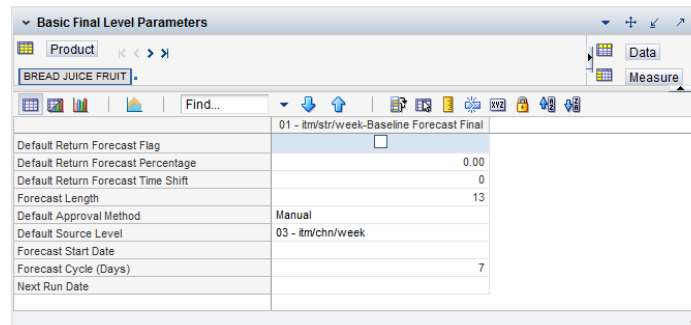 Basic Final Level Parameters
Product
Data
BREAD JUICE FRUIT
Measure
Find...
XYZ
01 - itm/str/week-Baseline Forecast Final
Default Return Forecast Flag
Default Return Forecast Percentage 0.00
Default Return Forecast Time Shift 0
Forecast Length 13
Default Approval Method Manual
Default Source Level 03 - itm/chn/week
Forecast Start Date
Forecast Cycle (Days) 7
Next Run Date